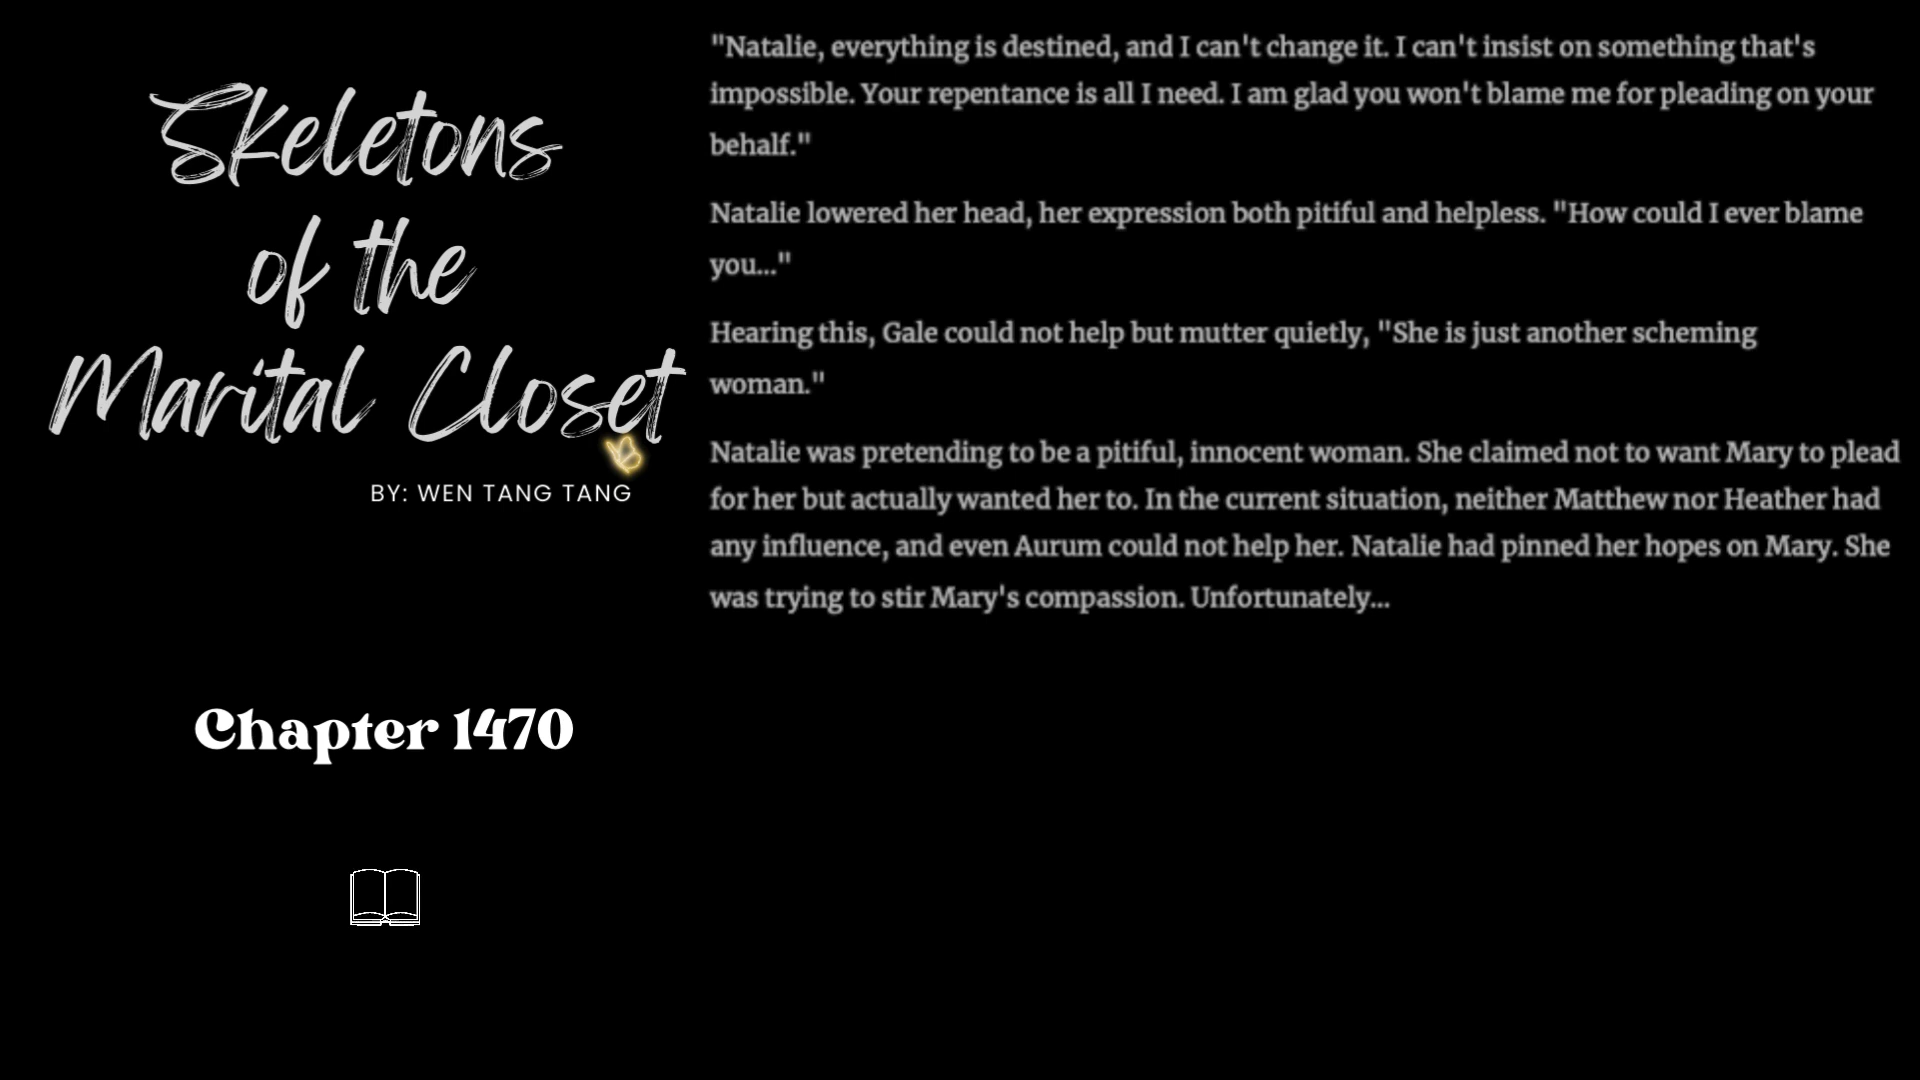 Skeletons
of the
Marital Closet
BY: WEN TANG TANG
Chapter 1470
"Natalie, everything is destined, and I can't change it. I can't insist on something that's
impossible. Your repentance is all I need. I am glad you won't blame me for pleading on your
behalf."
Natalie lowered her head, her expression both pitiful and helpless. "How could I ever blame
you..."
Hearing this, Gale could not help but mutter quietly, "She is just another scheming
woman."
Natalie was pretending to be a pitiful, innocent woman. She claimed not to want Mary to plead
for her but actually wanted her to. In the current situation, neither Matthew nor Heather had
any influence, and even Aurum could not help her. Natalie had pinned her hopes on Mary. She
was trying to stir Mary's compassion. Unfortunately...